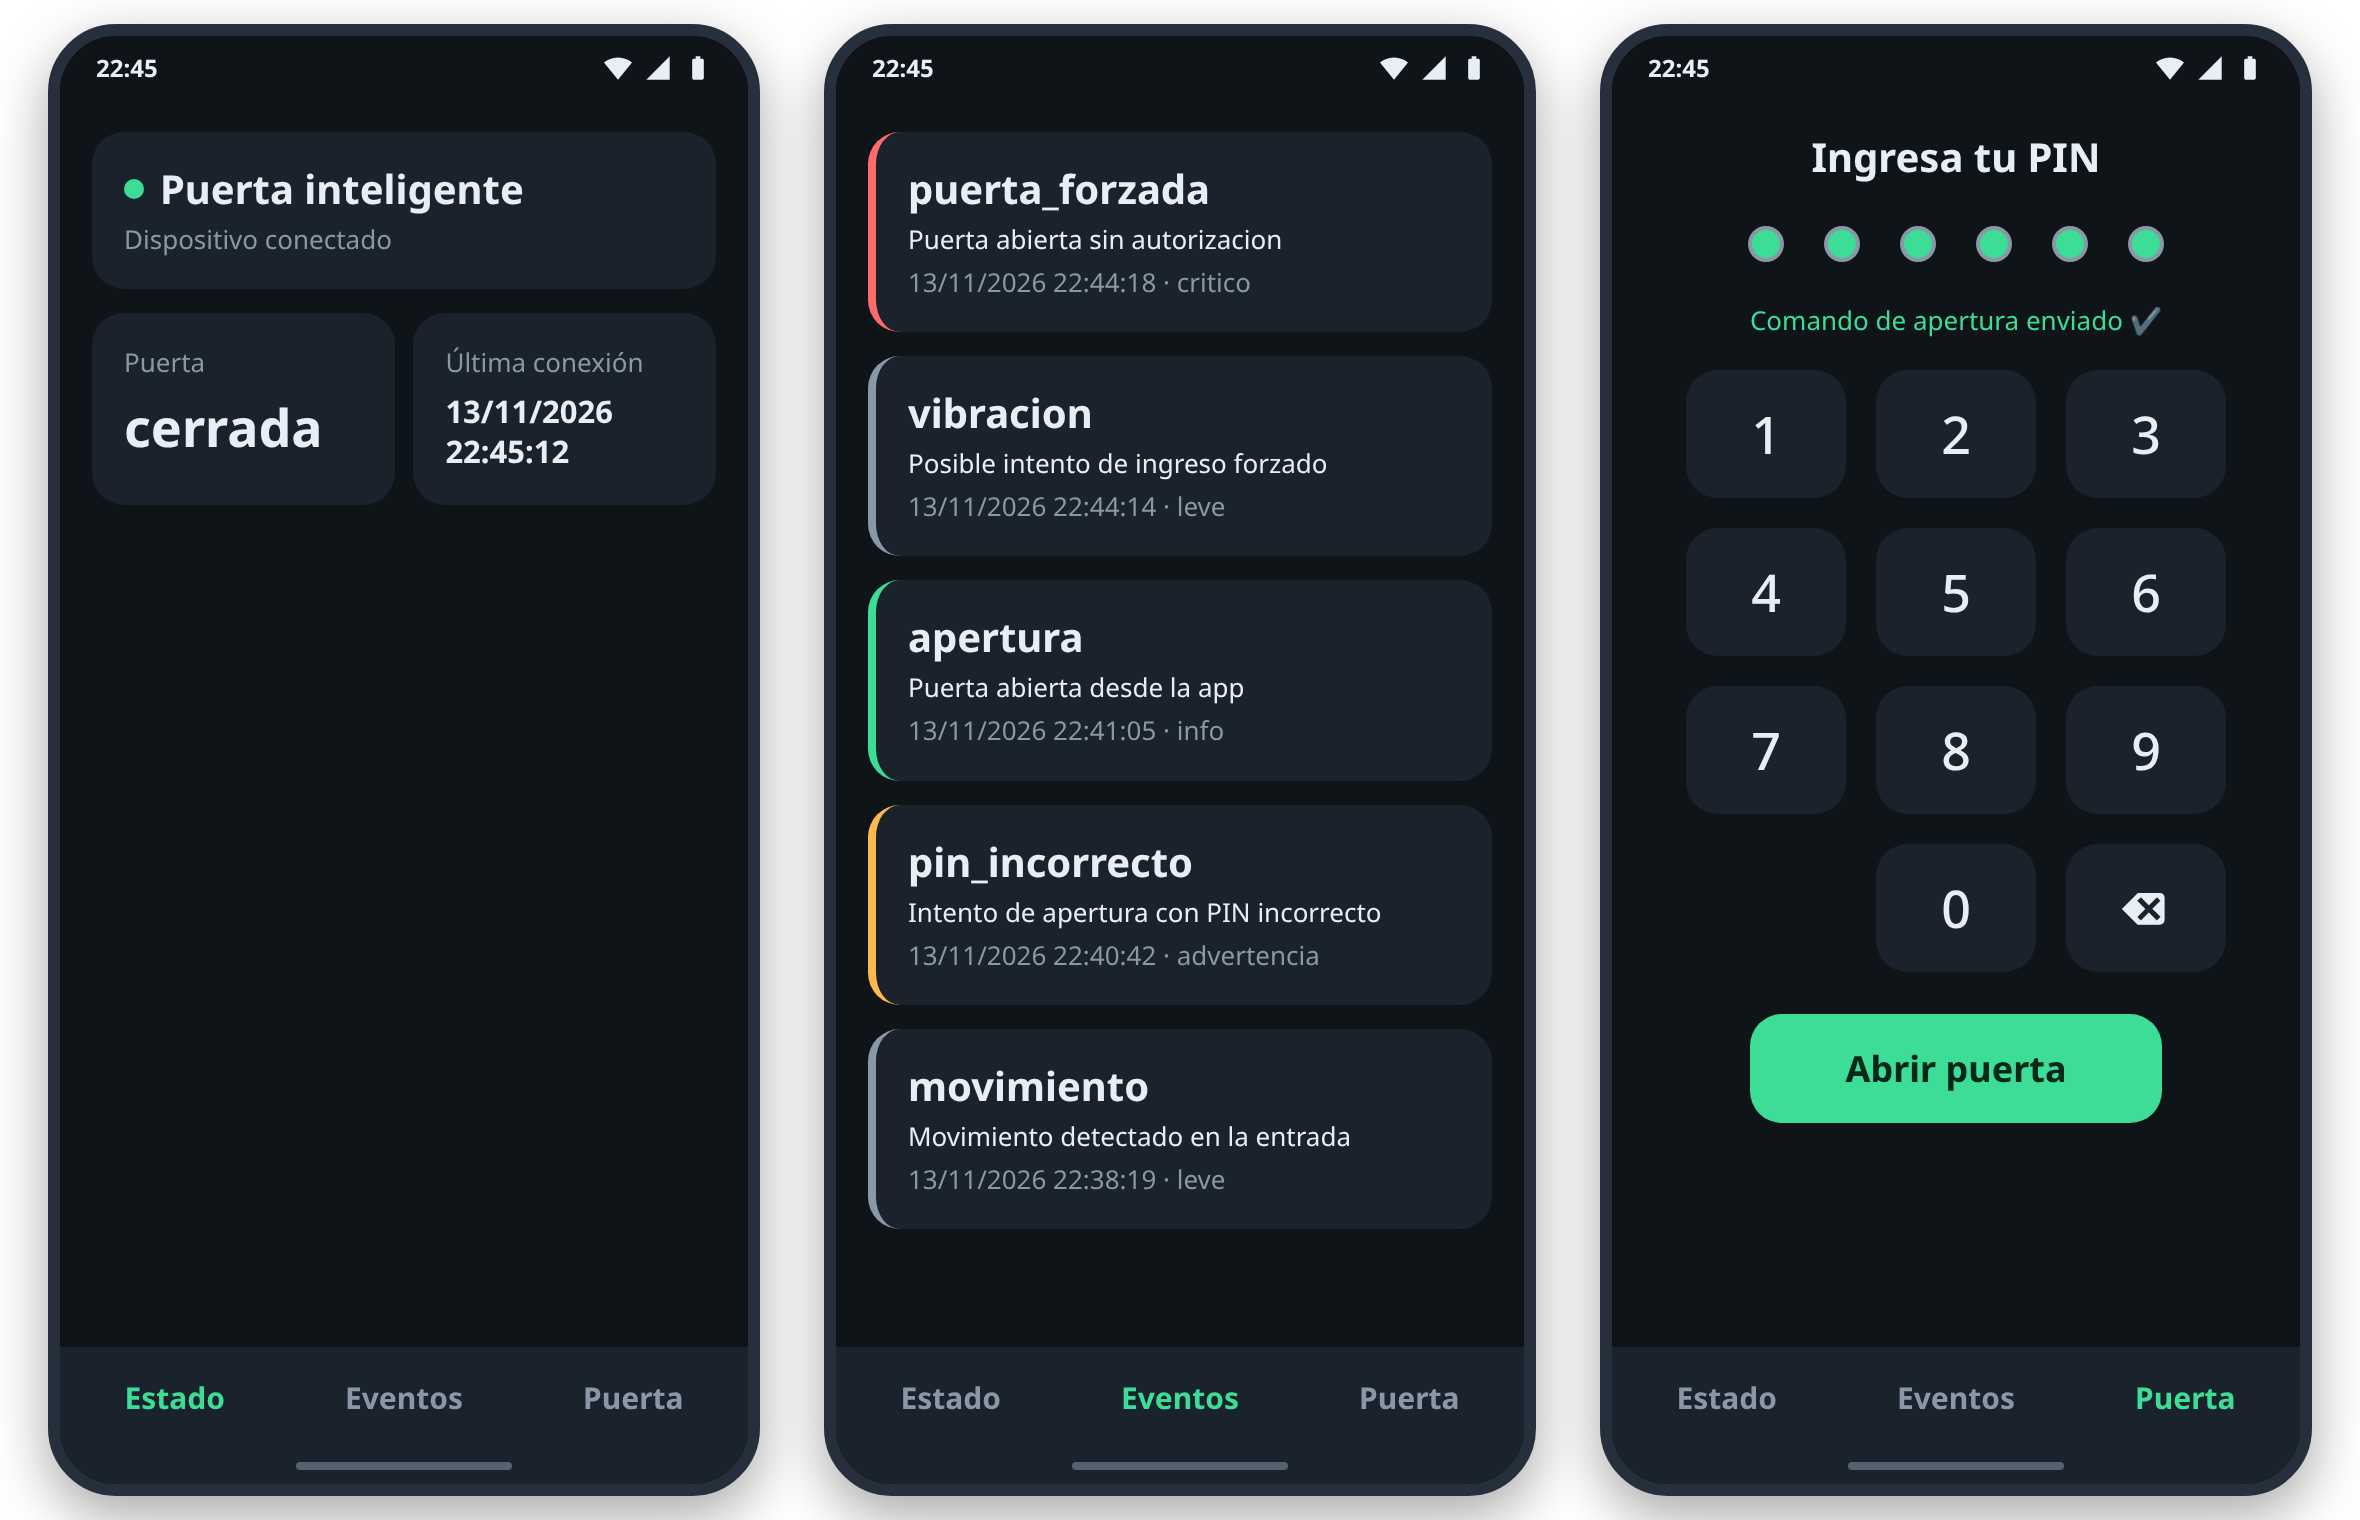 22:45
Puerta inteligente
Dispositivo conectado
Puerta
cerrada
Última conexión
13/11/2026
22:45:12
Estado Eventos Puerta
22:45
puerta_forzada
Puerta abierta sin autorizacion
13/11/2026 22:44:18 · critico
vibracion
Posible intento de ingreso forzado
13/11/2026 22:44:14 · leve
apertura
Puerta abierta desde la app
13/11/2026 22:41:05 · info
pin_incorrecto
Intento de apertura con PIN incorrecto
13/11/2026 22:40:42 · advertencia
movimiento
Movimiento detectado en la entrada
13/11/2026 22:38:19 · leve
Estado Eventos Puerta
22:45
Ingresa tu PIN
Comando de apertura enviado ✔
1 2 3
4 5 6
7 8 9
0
Abrir puerta
Estado Eventos Puerta